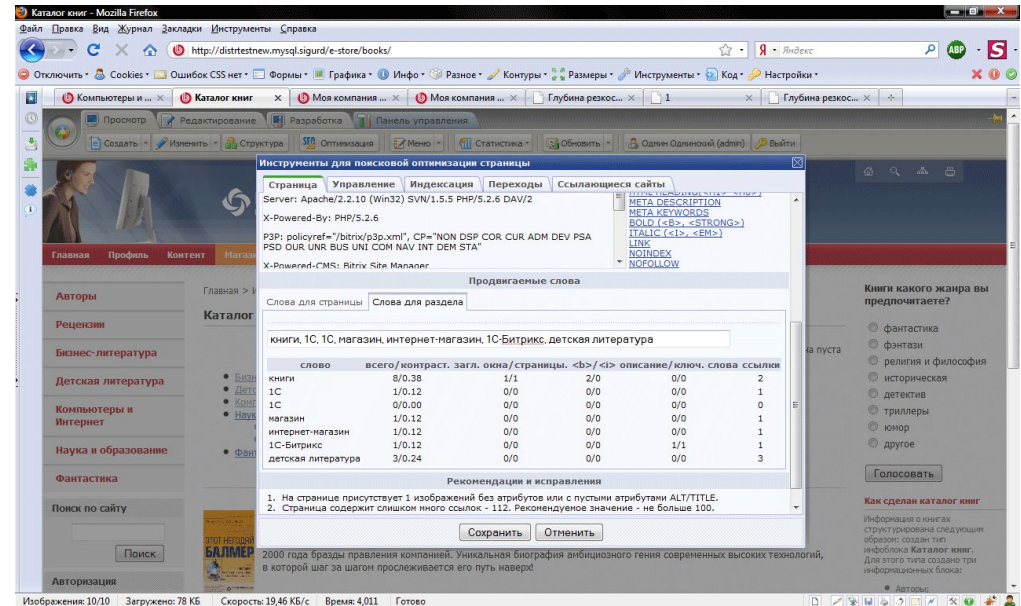 Каталог книг - Mozilla Firefox
Файл Правка Вид Журнал Закладки Инструменты Справка
http://distrtestnew.mysql.sigurd/e-store/books/
Яндекс
ABP
Отключить Cookies Ошибок CSS нет Формы Графика Инфо Разное Контуры Размеры Инструменты Код Настройки
Компьютеры и ... Каталог книг Моя компания ... Моя компания ... Глубина резкос... 1 Глубина резкос...
Просмотр Редактирование Разработка Панель управления
Создать Изменить Структура SEO Оптимизация Меню Статистика Обновить Админ Админский (admin) Выйти
Инструменты для поисковой оптимизации страницы
Страница Управление Индексация Переходы Ссылающиеся сайты
Server: Apache/2.2.10 (Win32) SVN/1.5.5 PHP/5.2.6 DAV/2
X-Powered-By: PHP/5.2.6
P3P: policyref="/bitrix/p3p.xml", CP="NON DSP COR CUR ADM DEV PSA
PSD OUR UNR BUS UNI COM NAV INT DEM STA"
X-Powered-CMS: Bitrix Site Manager
META DESCRIPTION
META KEYWORDS
BOLD (<B>, <STRONG>)
ITALIC (<I>, <EM>)
LINK
NOINDEX
NOFOLLOW
Главная Профиль Контент
Продвигаемые слова
Слова для страницы Слова для раздела
книги, 1С, 1C, магазин, интернет-магазин, 1С-Битрикс, детская литература
слово всего/контраст. загл. окна/страницы. <b>/<i> описание/ключ. слова ссылки
книги 8/0.38 1/1 2/0 0/0 2
1С 1/0.12 0/0 0/0 0/0 1
1C 0/0.00 0/0 0/0 0/0 0
магазин 1/0.12 0/0 0/0 0/0 1
интернет-магазин 1/0.12 0/0 0/0 0/0 1
1С-Битрикс 1/0.12 0/0 0/0 1/1 1
детская литература 3/0.24 0/0 0/0 0/0 3
Рекомендации и исправления
1. На странице присутствует 1 изображений без атрибутов или с пустыми атрибутами ALT/TITLE.
2. Страница содержит слишком много ссылок - 112. Рекомендуемое значение - не больше 100.
Сохранить Отменить
Авторы
Рецензии
Бизнес-литература
Детская литература
Компьютеры и
Интернет
Наука и образование
Фантастика
Поиск по сайту
Поиск
Авторизация
Главная >
Каталог
на пуста
ЭТОТ НЕГОДЯЙ
БАЛМЕР
2000 года бразды правления компанией. Уникальная биография амбициозного гения современных высоких технологий,
в которой шаг за шагом прослеживается его путь наверх!
Книги какого жанра вы
предпочитаете?
фантастика
фэнтази
религия и философия
историческая
детектив
триллеры
юмор
другое
Голосовать
Как сделан каталог книг
Информация о книгах
структурирована следующим
образом: создан тип
инфоблока Каталог книг.
Для этого типа создано три
информационных блока:
Авторы:
Изображения: 10/10 Загружено: 78 КБ Скорость: 19,46 КБ/с Время: 4,011 Готово